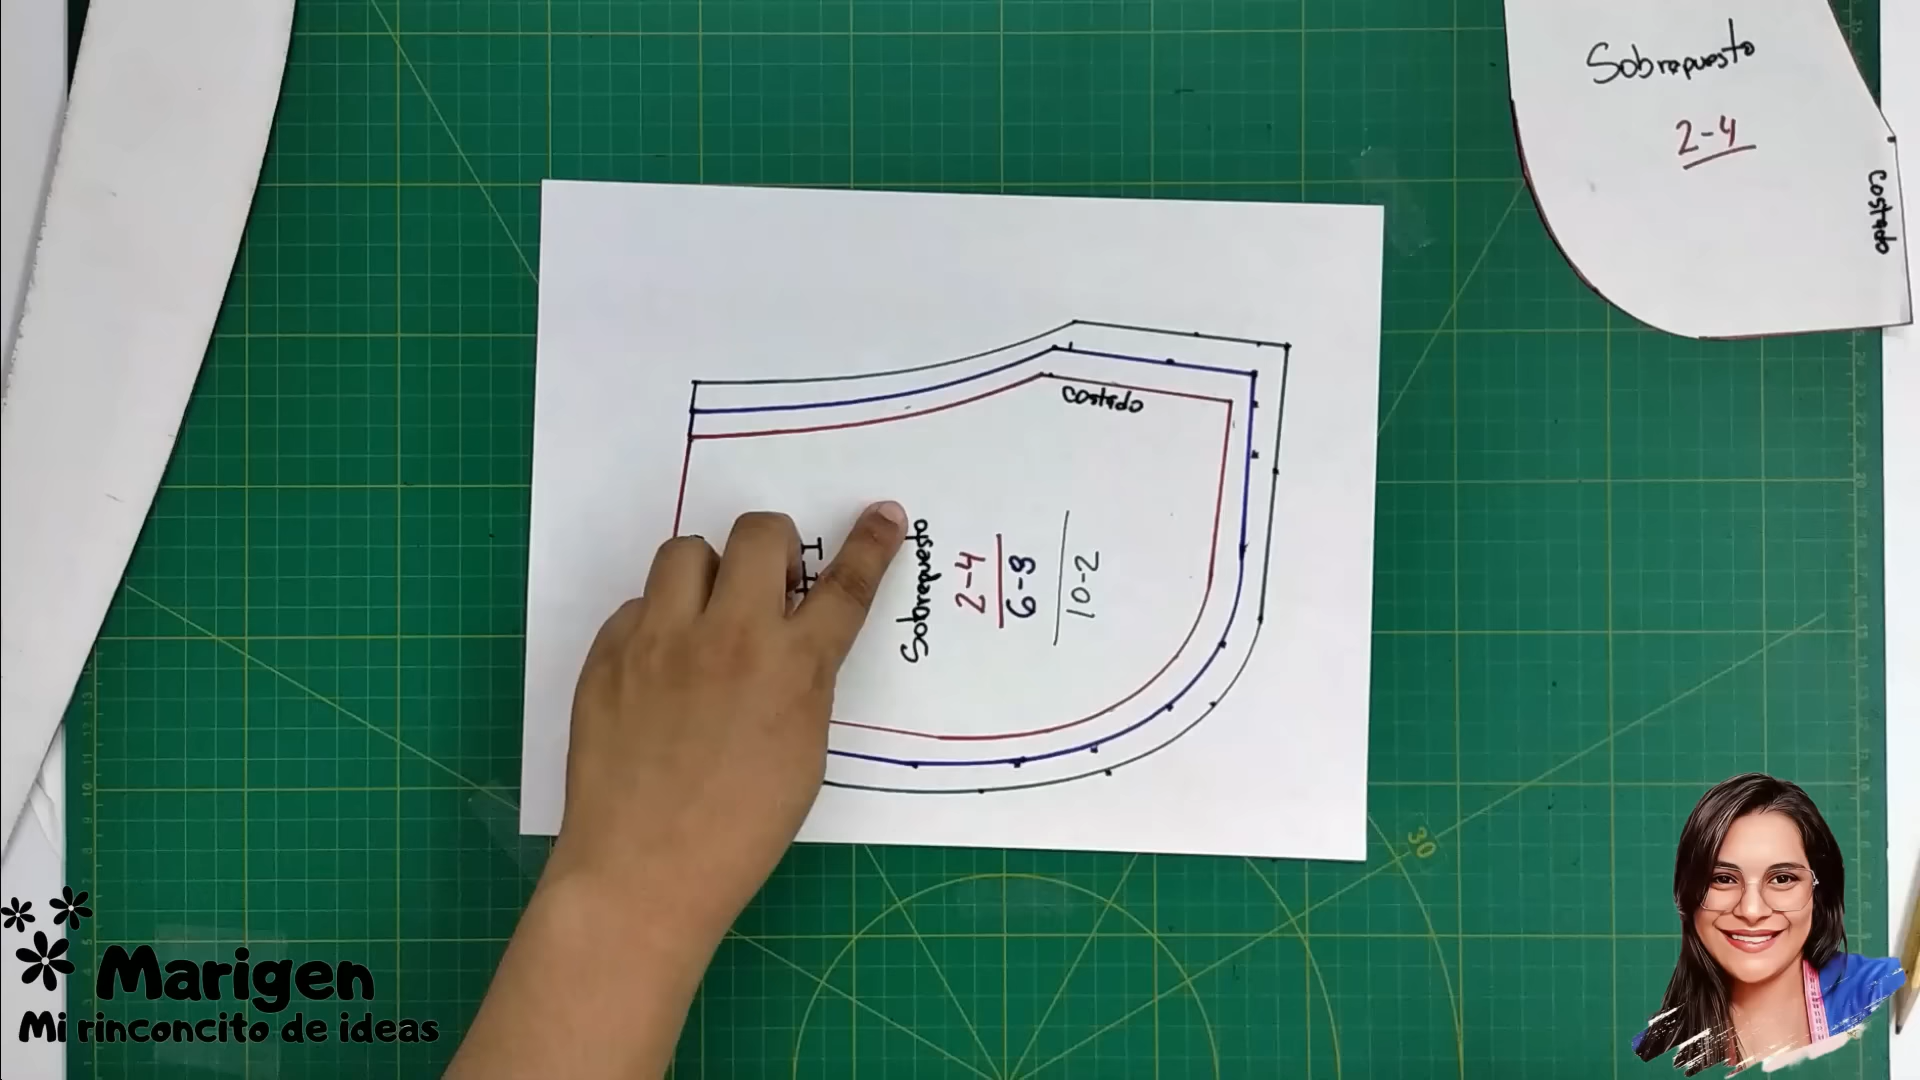 Sobrepuesto
2-4
costado
costado
Sobrepuesto
2-4
6-8
10-2
30
Marigen
Mi rinconcito de ideas